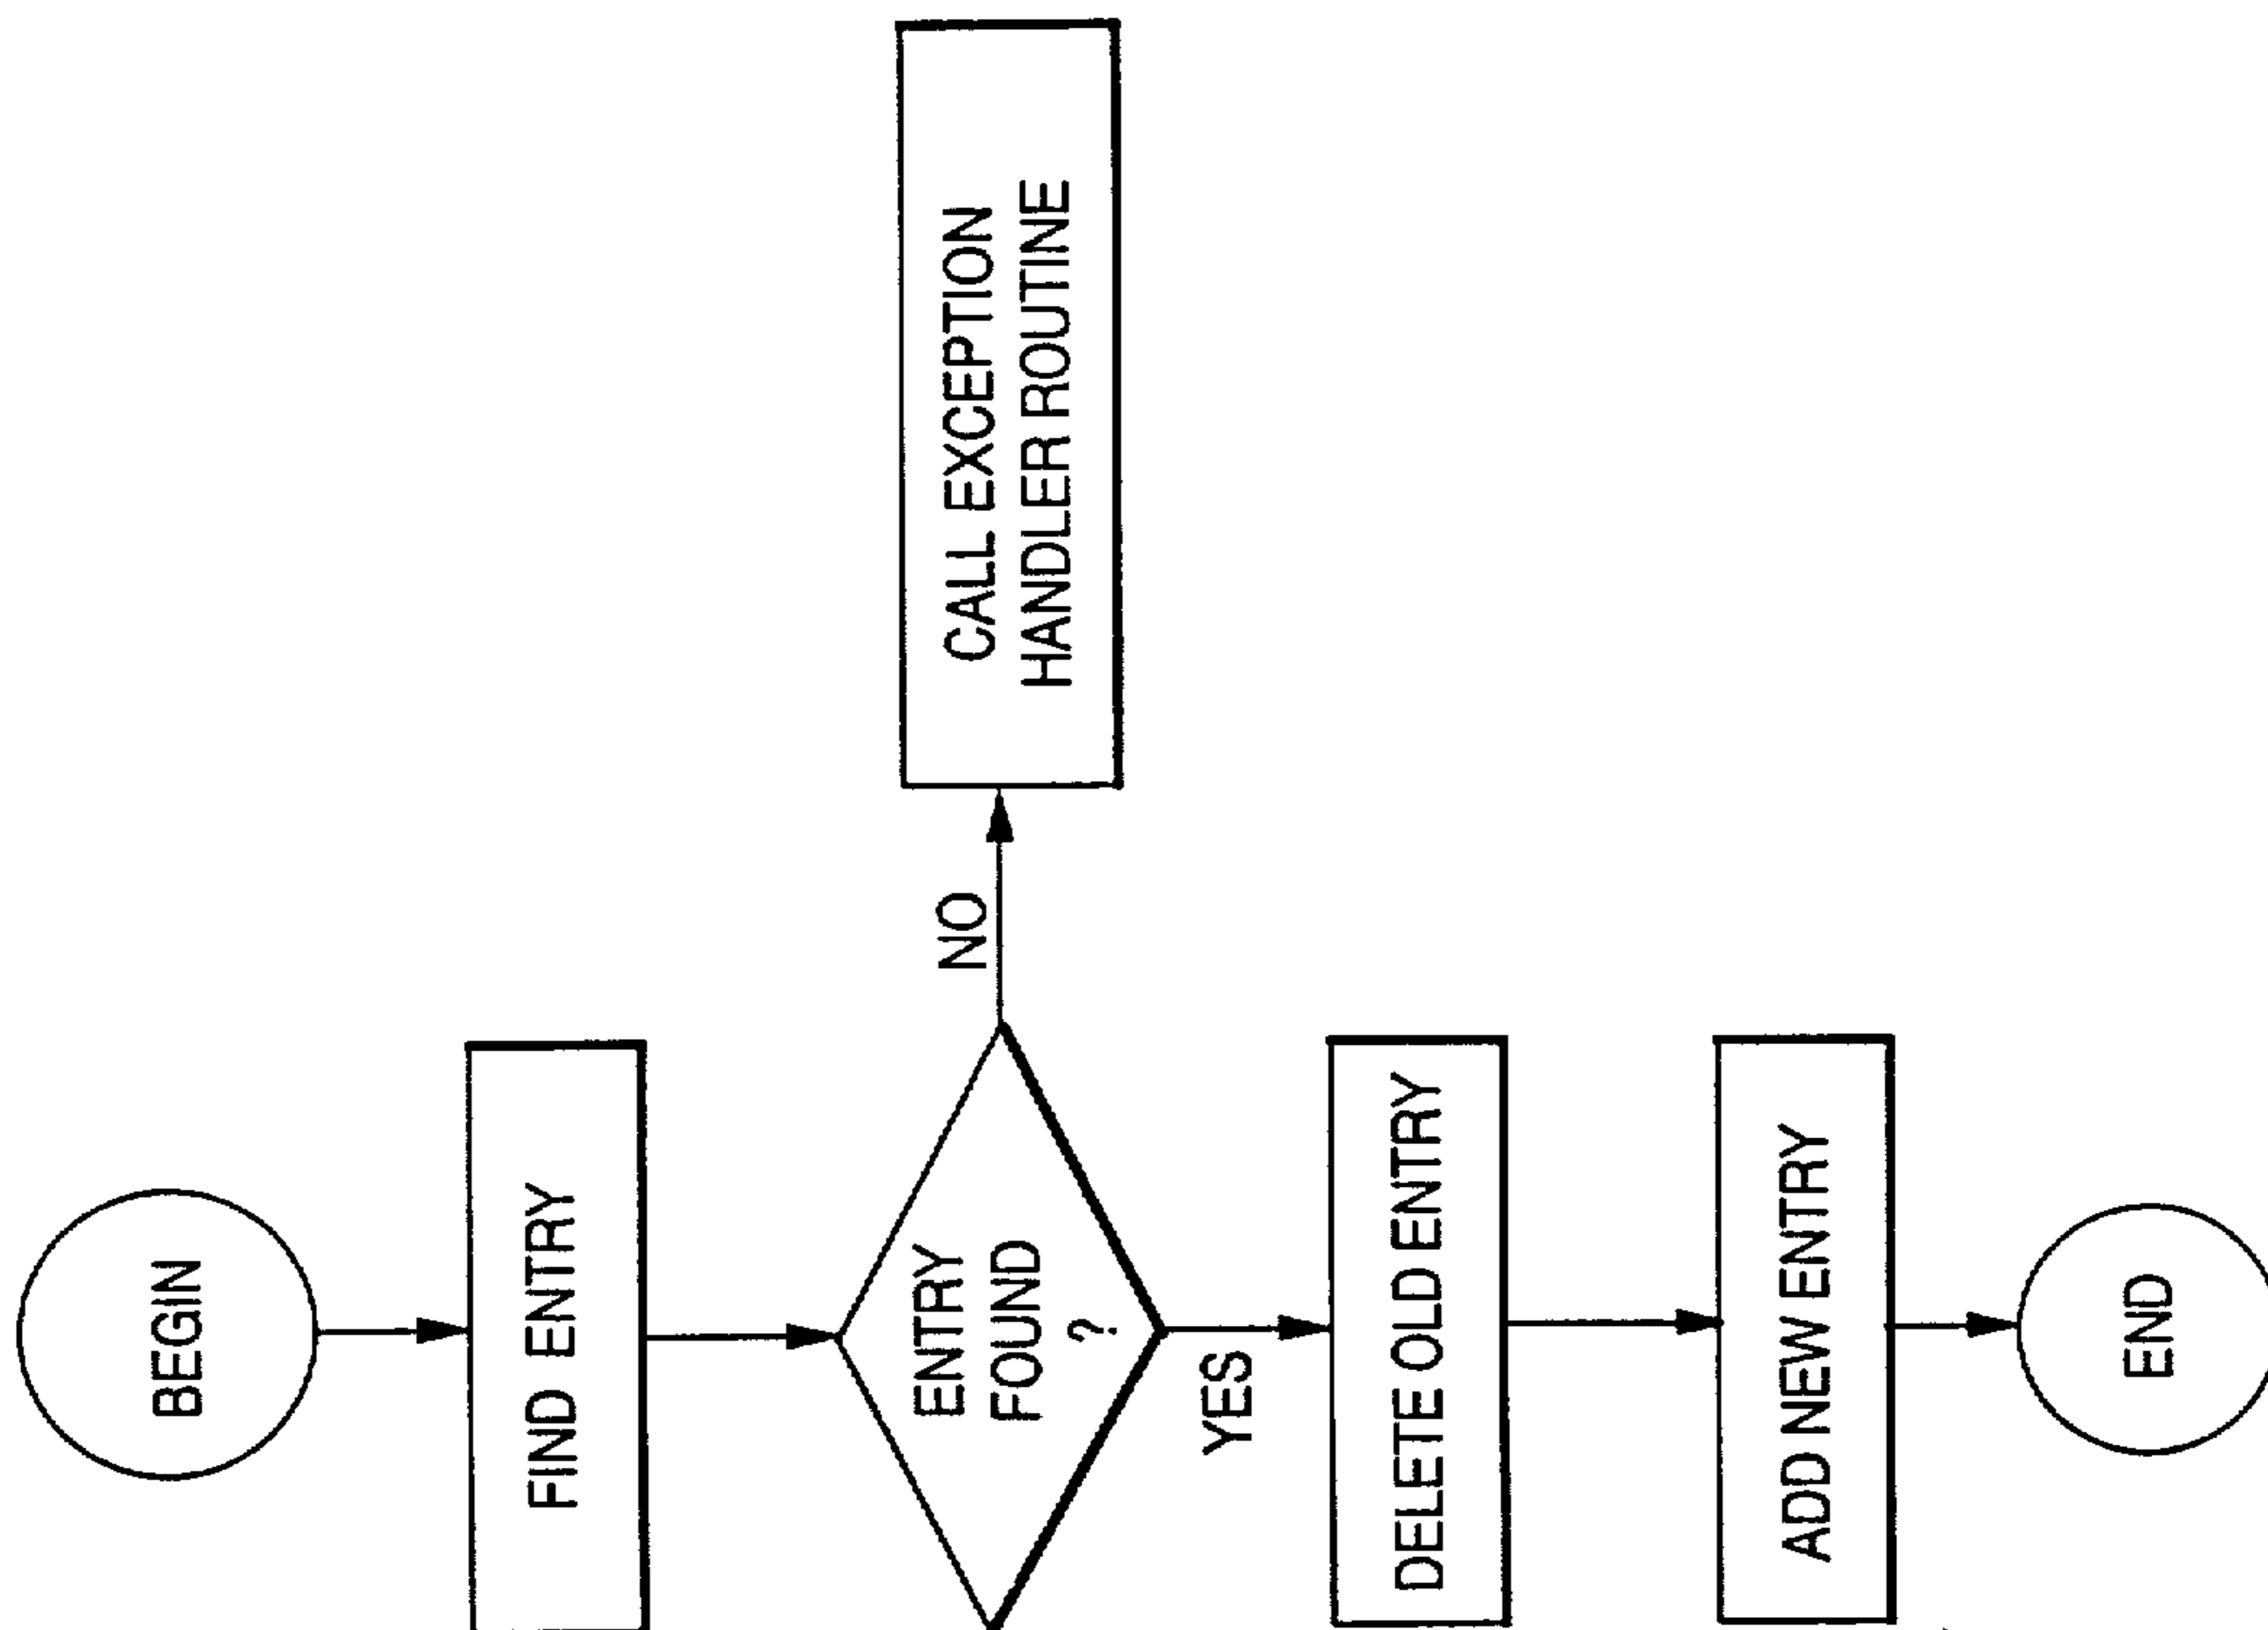 BEGIN
FIND ENTRY
ENTRY
FOUND
?
NO
CALL EXCEPTION
HANDLER ROUTINE
YES
DELETE OLD ENTRY
ADD NEW ENTRY
END